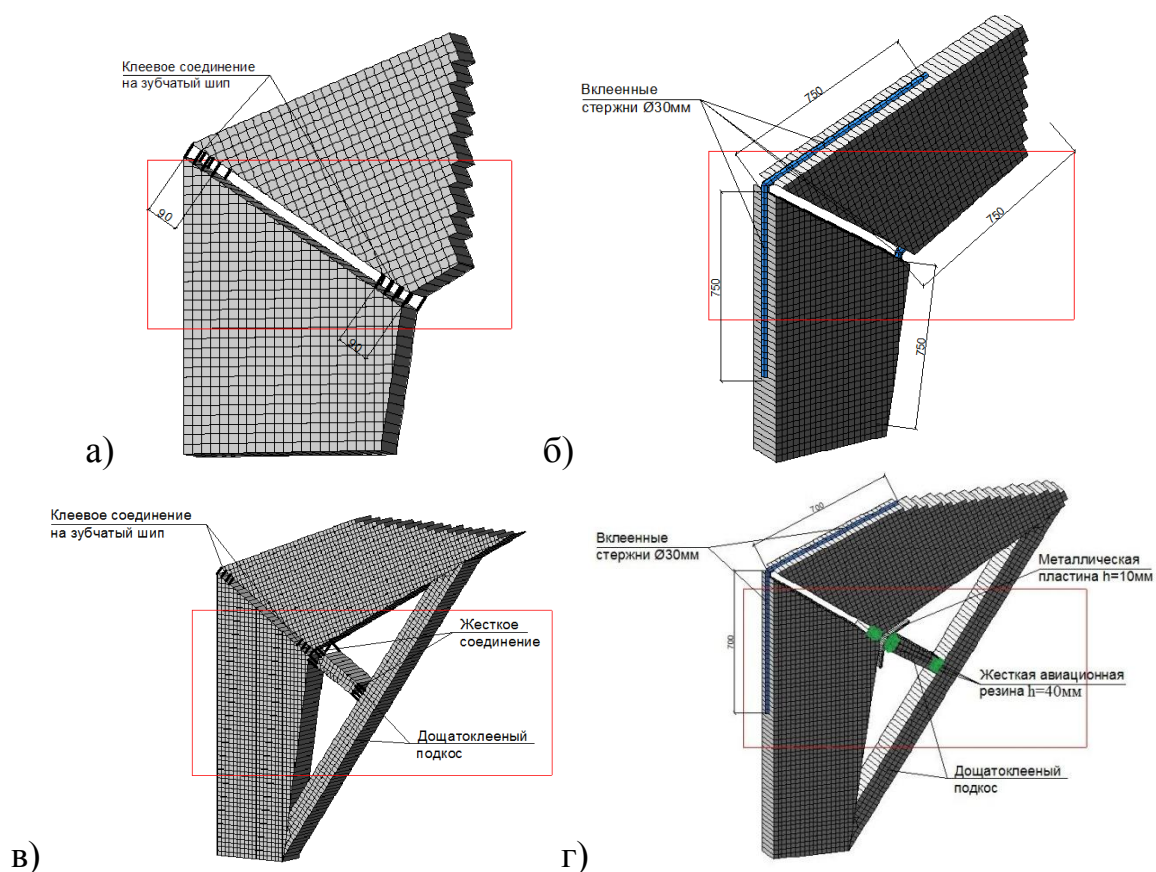 Клеевое соединение
на зубчатый шип
90
90
а)
Вклеенные
стержни Ø30мм
750
750
750
750
б)
Клеевое соединение
на зубчатый шип
Жесткое
соединение
Дощатоклееный
подкос
в)
700
Вклеенные
стержни Ø30мм
700
Металлическая
пластина h=10мм
Жесткая авиационная
резина h=40мм
Дощатоклееный
подкос
г)